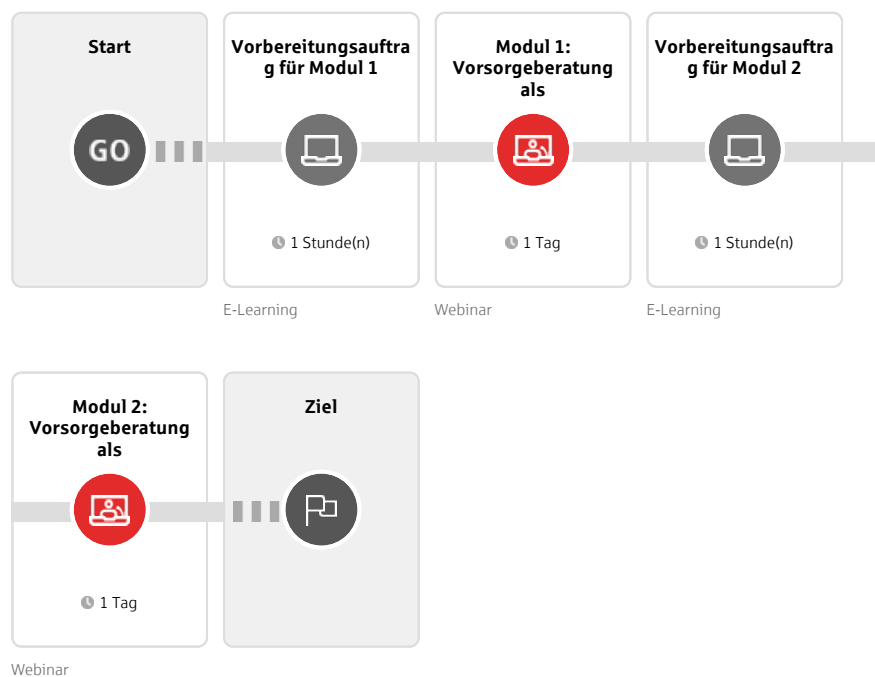 Start
Vorbereitungsauftra
g für Modul 1
Modul 1:
Vorsorgeberatung
als
Vorbereitungsauftra
g für Modul 2
GO
1 Stunde(n)
1 Tag
1 Stunde(n)
E-Learning
Webinar
E-Learning
Modul 2:
Vorsorgeberatung
als
Ziel
1 Tag
Webinar